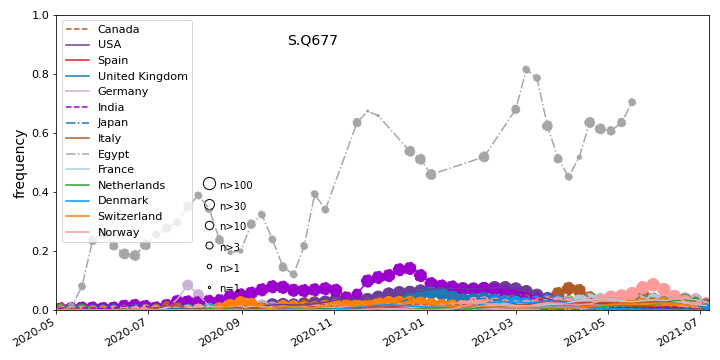 S.Q677
frequency
1.0
0.8
0.6
0.4
0.2
0.0
Canada
USA
Spain
United Kingdom
Germany
India
Japan
Italy
Egypt
France
Netherlands
Denmark
Switzerland
Norway
n>100
n>30
n>10
n>3
n>1
n=1
2020-05
2020-07
2020-09
2020-11
2021-01
2021-03
2021-05
2021-07